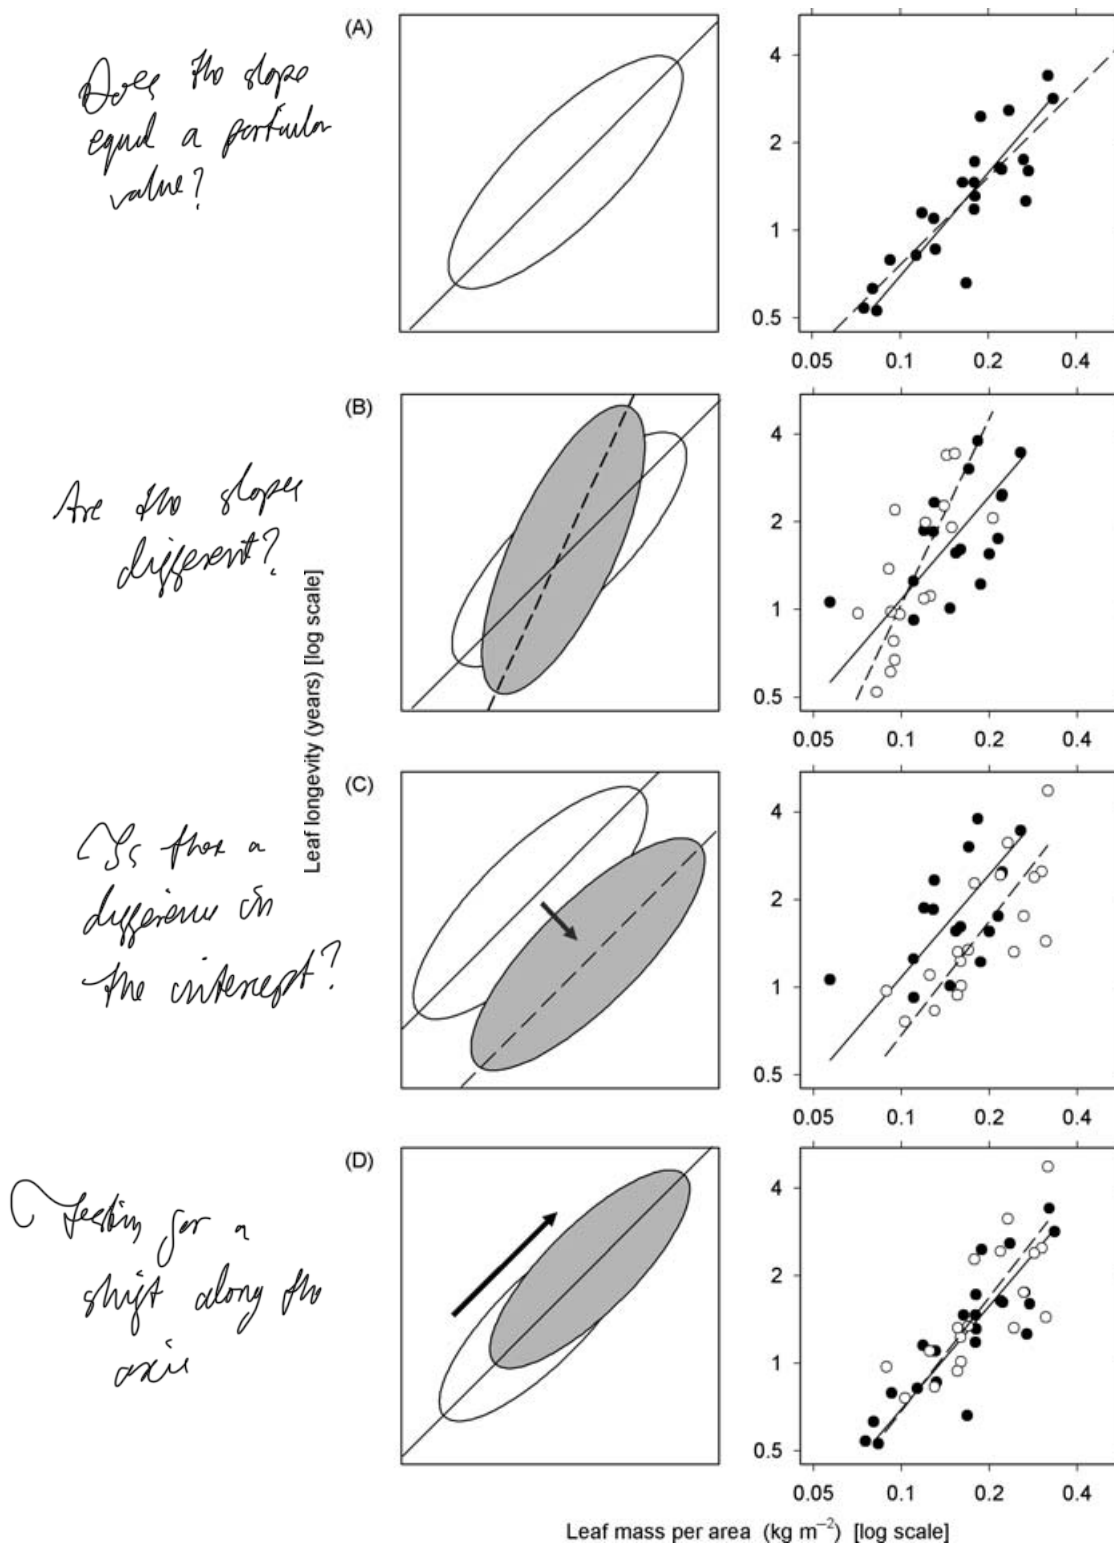 (A)
Does the slope
equal a particular
value?
4
2
1
0.5
0.05 0.1 0.2 0.4
(B)
Are the slopes
different?
4
2
1
0.5
0.05 0.1 0.2 0.4
Leaf longevity (years) [log scale]
(C)
Is there a
difference in
the intercept?
4
2
1
0.5
0.05 0.1 0.2 0.4
(D)
Testing for a
shift along the
axis
4
2
1
0.5
0.05 0.1 0.2 0.4
Leaf mass per area (kg m⁻²) [log scale]